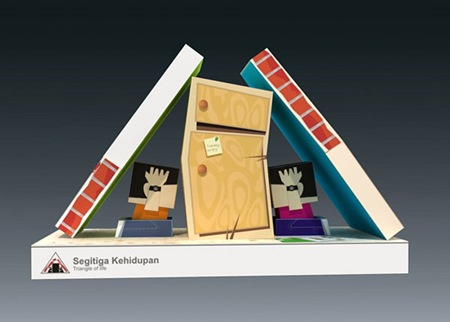 Segitiga Kehidupan
Triangle of life